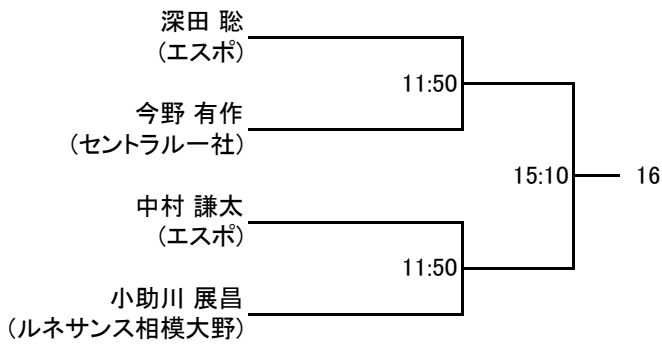 深田 聡
(エスポ)
11:50
今野 有作
(セントラル一社)
15:10
16
中村 謙太
(エスポ)
11:50
小助川 展昌
(ルネサンス相模大野)